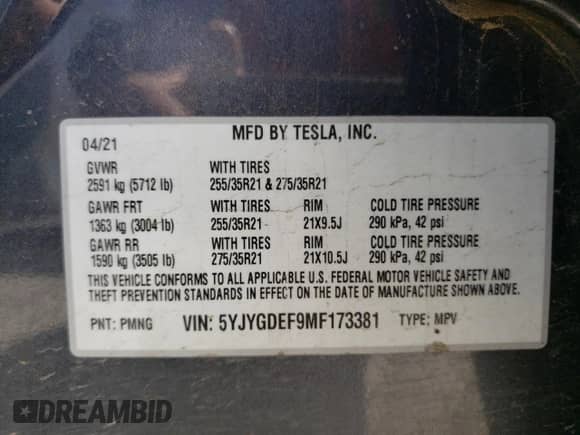 MFD BY TESLA, INC.
04/21
GVWR WITH TIRES
2591 kg (5712 lb) 255/35R21 & 275/35R21
GAWR FRT WITH TIRES RIM COLD TIRE PRESSURE
1363 kg (3004 lb) 255/35R21 21X9.5J 290 kPa, 42 psi
GAWR RR WITH TIRES RIM COLD TIRE PRESSURE
1590 kg (3505 lb) 275/35R21 21X10.5J 290 kPa, 42 psi
THIS VEHICLE CONFORMS TO ALL APPLICABLE U.S. FEDERAL MOTOR VEHICLE SAFETY AND
THEFT PREVENTION STANDARDS IN EFFECT ON THE DATE OF MANUFACTURE SHOWN ABOVE.
PNT: PMNG VIN: 5YJYGDEF9MF173381 TYPE: MPV
DREAMBID